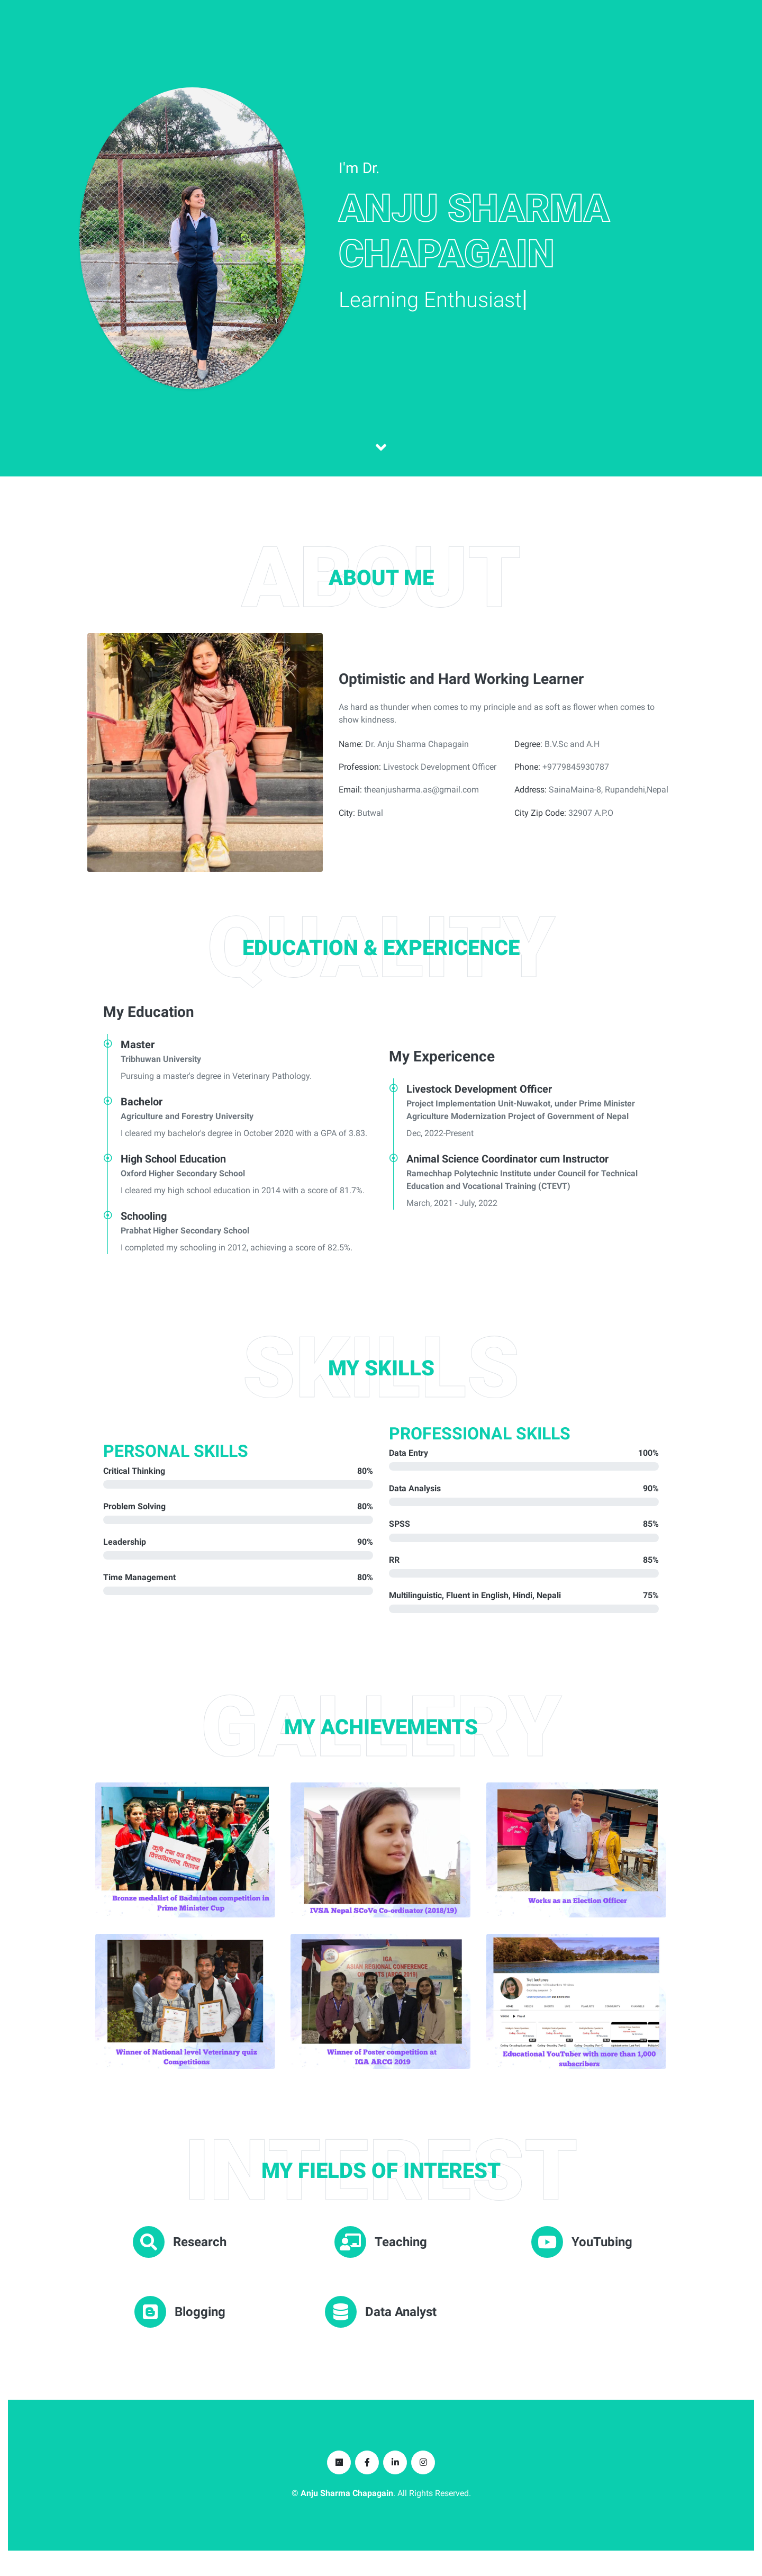 I'm Dr.
ANJU SHARMA
CHAPAGAIN
Learning Enthusiast
ABOUT
ABOUT ME
Optimistic and Hard Working Learner
As hard as thunder when comes to my principle and as soft as flower when comes to
show kindness.
Name: Dr. Anju Sharma Chapagain
Degree: B.V.Sc and A.H
Profession: Livestock Development Officer
Phone: +9779845930787
Email: theanjusharma.as@gmail.com
Address: SainaMaina-8, Rupandehi,Nepal
City: Butwal
City Zip Code: 32907 A.P.O
QUALITY
EDUCATION & EXPERICENCE
My Education
Master
Tribhuwan University
Pursuing a master's degree in Veterinary Pathology.
Bachelor
Agriculture and Forestry University
I cleared my bachelor's degree in October 2020 with a GPA of 3.83.
High School Education
Oxford Higher Secondary School
I cleared my high school education in 2014 with a score of 81.7%.
Schooling
Prabhat Higher Secondary School
I completed my schooling in 2012, achieving a score of 82.5%.
My Expericence
Livestock Development Officer
Project Implementation Unit-Nuwakot, under Prime Minister
Agriculture Modernization Project of Government of Nepal
Dec, 2022-Present
Animal Science Coordinator cum Instructor
Ramechhap Polytechnic Institute under Council for Technical
Education and Vocational Training (CTEVT)
March, 2021 - July, 2022
SKILLS
MY SKILLS
PERSONAL SKILLS
Critical Thinking 80%
Problem Solving 80%
Leadership 90%
Time Management 80%
PROFESSIONAL SKILLS
Data Entry 100%
Data Analysis 90%
SPSS 85%
RR 85%
Multilinguistic, Fluent in English, Hindi, Nepali 75%
GALLERY
MY ACHIEVEMENTS
Bronze medalist of Badminton competition in
Prime Minister Cup
IVSA Nepal SCoVe Co-ordinator (2018/19)
Works as an Election Officer
Winner of National level Veterinary quiz
Competitions
IGA
ASIAN REGIONAL CONFERENCE
Winner of Poster competition at
IGA ARCG 2019
Educational YouTuber with more than 1,000
subscribers
INTEREST
MY FIELDS OF INTEREST
Research
Teaching
YouTubing
Blogging
Data Analyst
© Anju Sharma Chapagain. All Rights Reserved.